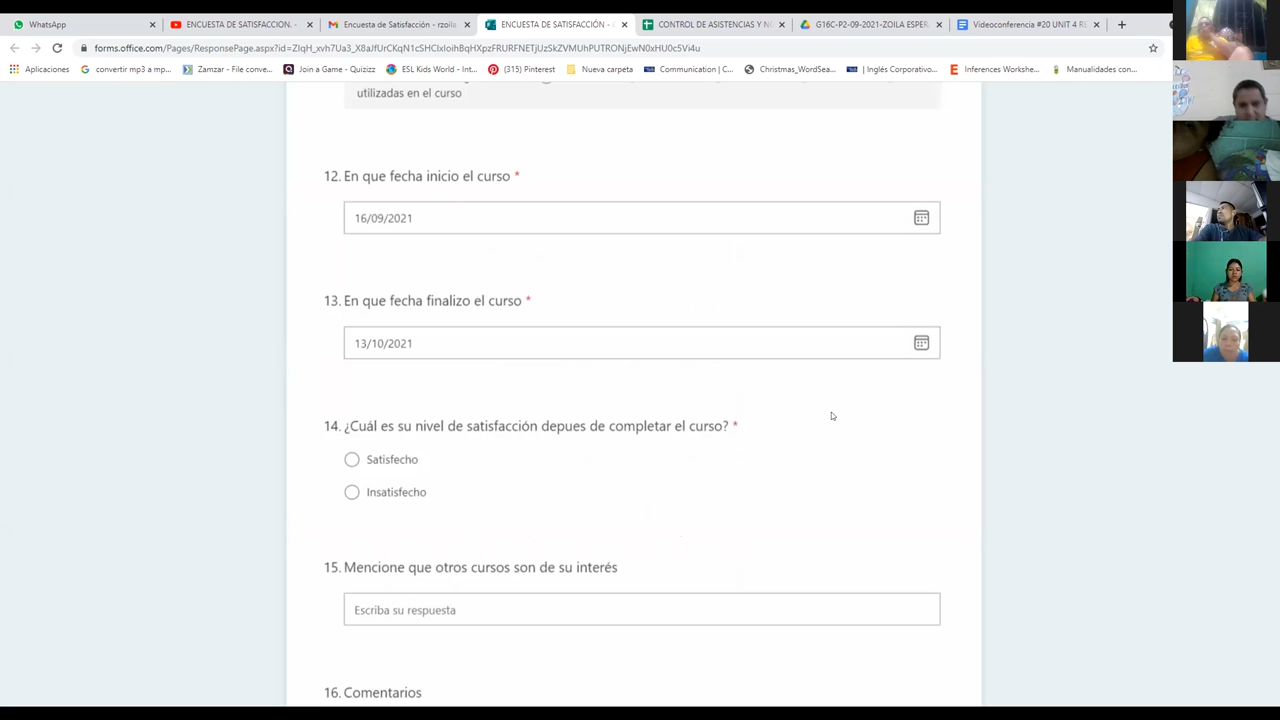 WhatsApp
ENCUESTA DE SATISFACCION. -
Encuesta de Satisfacción - rzoila
ENCUESTA DE SATISFACCIÓN -
CONTROL DE ASISTENCIAS Y N
G16C-P2-09-2021-ZOILA ESPER
Videoconferencia #20 UNIT 4 RE
forms.office.com/Pages/ResponsePage.aspx?id=
Aplicaciones
convertir mp3 a mp...
Zamzar - File conve...
Join a Game - Quizizz
ESL Kids World - Int...
(315) Pinterest
Nueva carpeta
Communication | C...
Christmas_WordSea...
| Inglés Corporativo...
Inferences Workshe...
Manualidades con...
utilizadas en el curso
12. En que fecha inicio el curso *
16/09/2021
13. En que fecha finalizo el curso *
13/10/2021
14. ¿Cuál es su nivel de satisfacción depues de completar el curso? *
Satisfecho
Insatisfecho
15. Mencione que otros cursos son de su interés
Escriba su respuesta
16. Comentarios